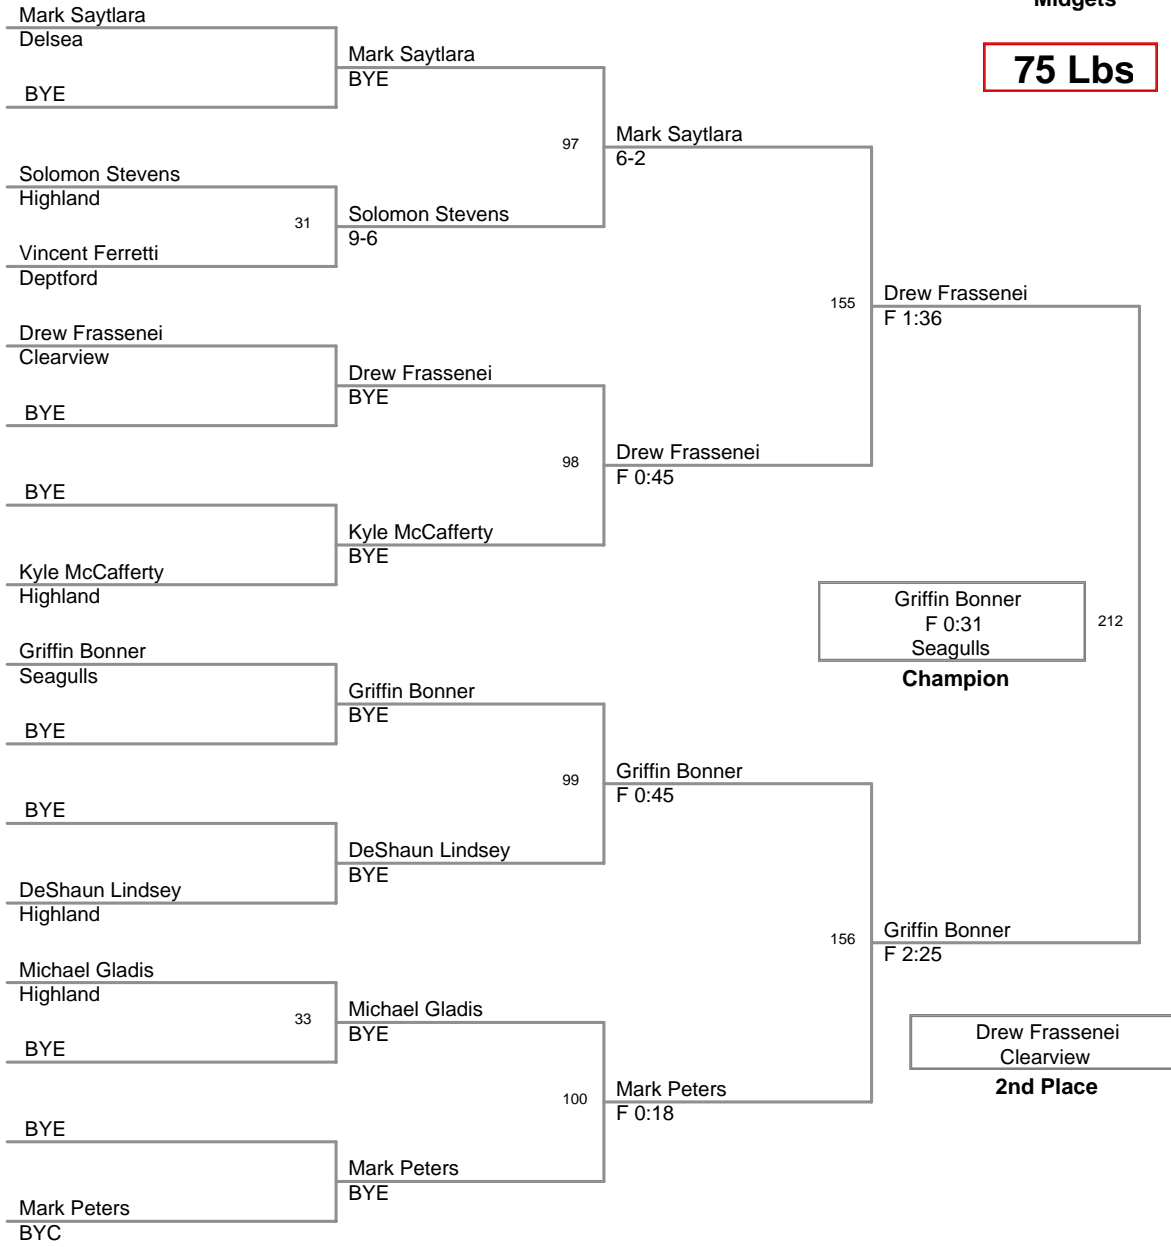 Midgets
75 Lbs
Mark Saytlara
Delsea
BYE
Solomon Stevens
Highland
31
Vincent Ferretti
Deptford
Drew Frassenei
Clearview
BYE
BYE
Kyle McCafferty
Highland
Griffin Bonner
Seagulls
BYE
BYE
DeShaun Lindsey
Highland
Michael Gladis
Highland
33
BYE
BYE
Mark Peters
BYC
Mark Saytlara
BYE
97
Solomon Stevens
9-6
Drew Frassenei
BYE
98
Kyle McCafferty
BYE
Griffin Bonner
BYE
99
DeShaun Lindsey
BYE
Michael Gladis
BYE
100
Mark Peters
BYE
Mark Saytlara
6-2
155
Drew Frassenei
F 0:45
Griffin Bonner
F 0:45
156
Mark Peters
F 0:18
Drew Frassenei
F 1:36
Griffin Bonner
F 2:25
212
Griffin Bonner
F 0:31
Seagulls
Champion
Drew Frassenei
Clearview
2nd Place